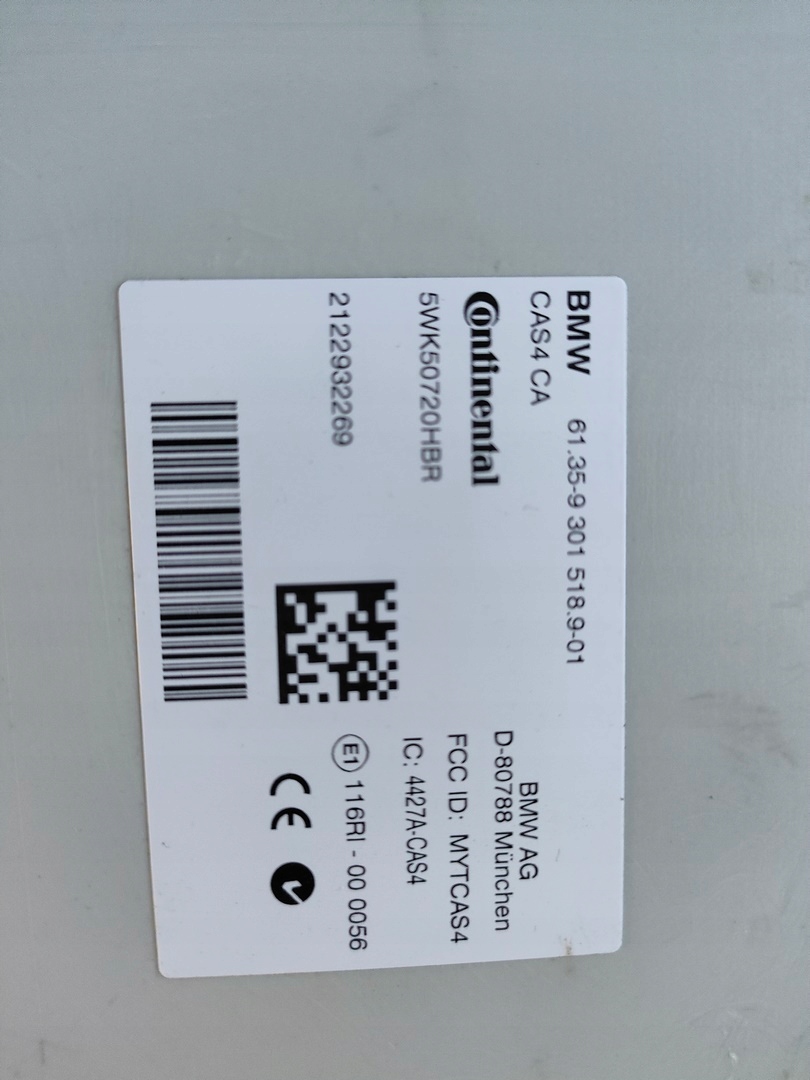 BMW 61.35-9 301 518.9-01
CAS4 CA
Continental
5WK50720HBR
2122932269
BMW AG
D-80788 München
FCC ID: MYTCAS4
IC: 4427A-CAS4
E1 116RI - 00 0056
CE